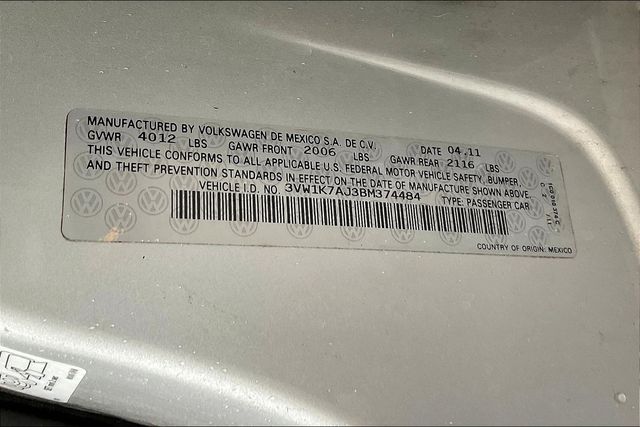 MANUFACTURED BY VOLKSWAGEN DE MEXICO S.A. DE C.V.
DATE 04.11
GVWR 4012 LBS GAWR FRONT 2006 LBS GAWR REAR 2116 LBS
THIS VEHICLE CONFORMS TO ALL APPLICABLE U.S. FEDERAL MOTOR VEHICLE SAFETY, BUMPER,
AND THEFT PREVENTION STANDARDS IN EFFECT ON THE DATE OF MANUFACTURE SHOWN ABOVE.
VEHICLE I.D. NO. 3VW1K7AJ3BM374484 TYPE: PASSENGER CAR
COUNTRY OF ORIGIN: MEXICO